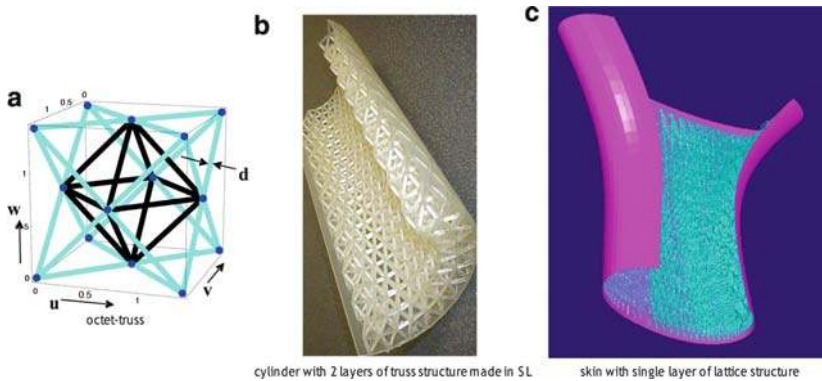 a
b
c
0
0.5
1
1
w
.5
0
0
0.5
1
u
v
d
octet-truss
cylinder with 2 layers of truss structure made in SL
skin with single layer of lattice structure